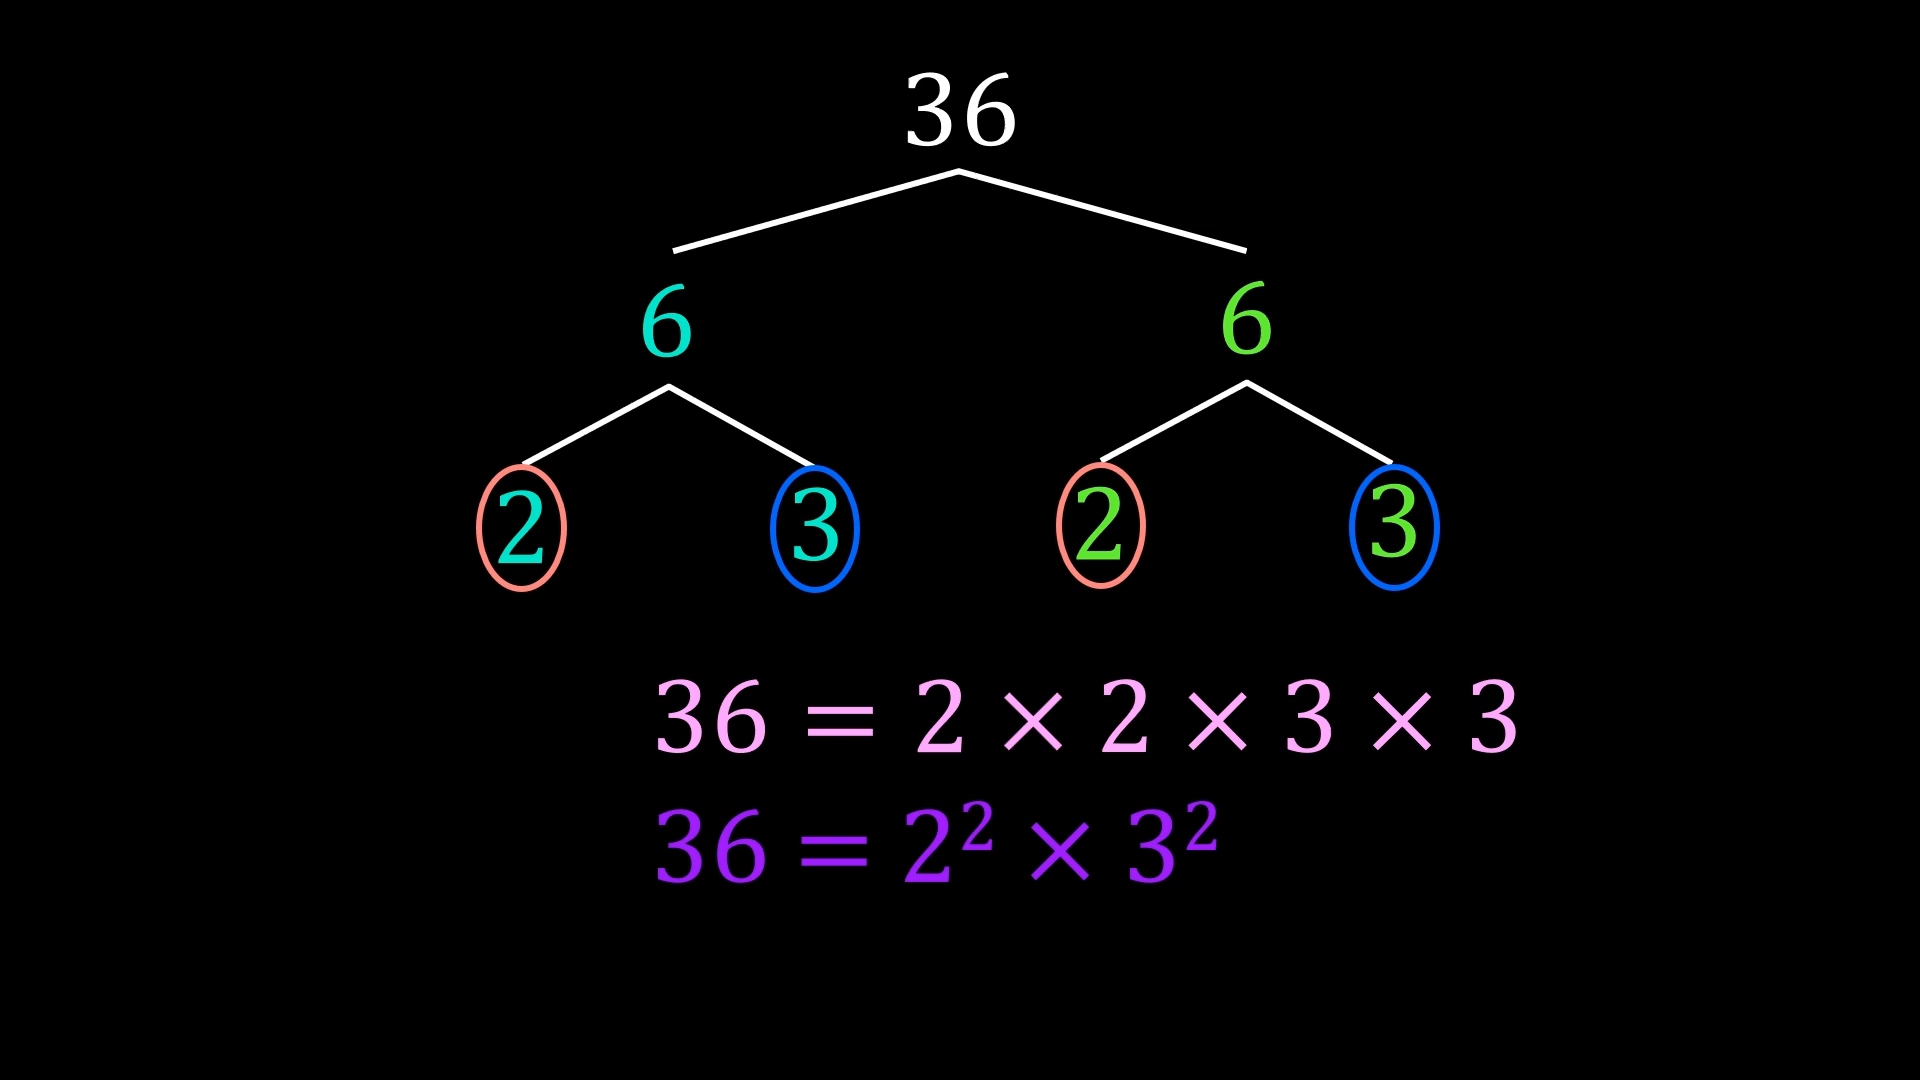 36
6 6
2 3 2 3
36 = 2 × 2 × 3 × 3
36 = 2² × 3²